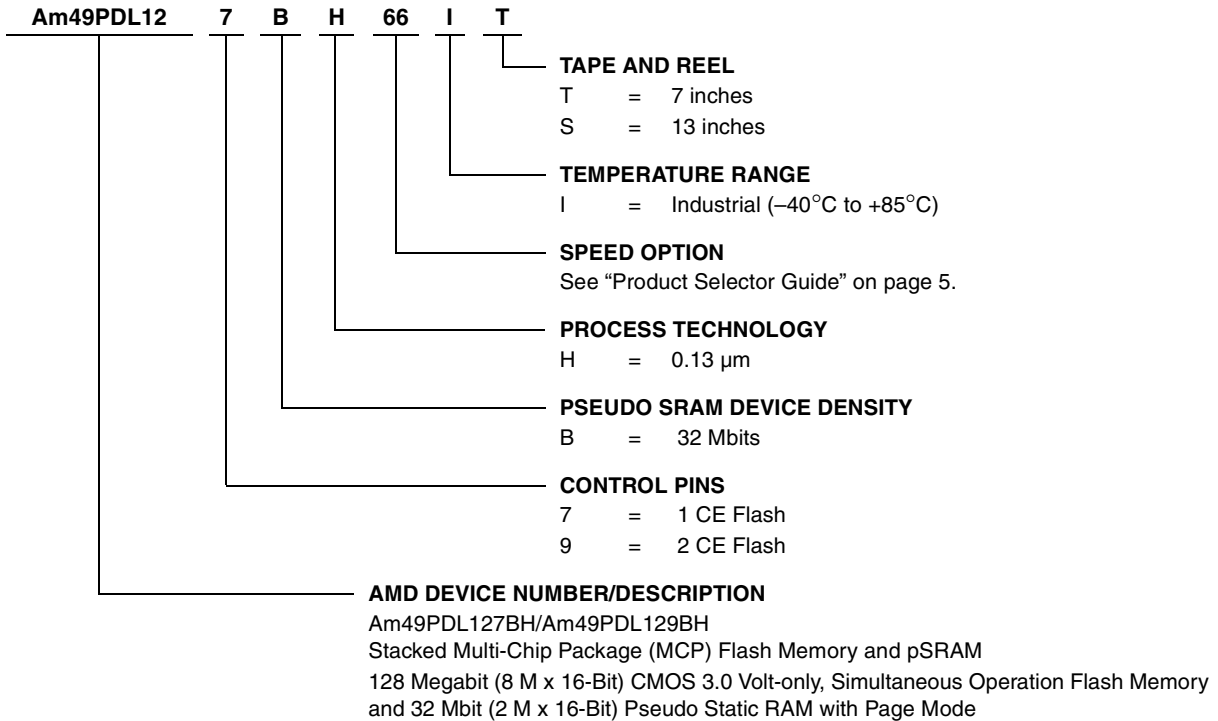 Am49PDL12 7 B H 66 I T
TAPE AND REEL
T = 7 inches
S = 13 inches
TEMPERATURE RANGE
I = Industrial (–40°C to +85°C)
SPEED OPTION
See “Product Selector Guide” on page 5.
PROCESS TECHNOLOGY
H = 0.13 µm
PSEUDO SRAM DEVICE DENSITY
B = 32 Mbits
CONTROL PINS
7 = 1 CE Flash
9 = 2 CE Flash
AMD DEVICE NUMBER/DESCRIPTION
Am49PDL127BH/Am49PDL129BH
Stacked Multi-Chip Package (MCP) Flash Memory and pSRAM
128 Megabit (8 M x 16-Bit) CMOS 3.0 Volt-only, Simultaneous Operation Flash Memory
and 32 Mbit (2 M x 16-Bit) Pseudo Static RAM with Page Mode